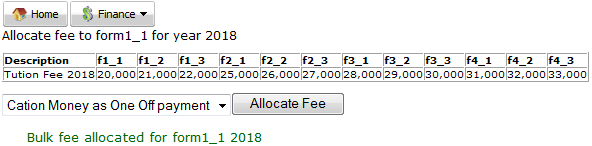 Home Finance
Allocate fee to form1_1 for year 2018
Description f1_1 f1_2 f1_3 f2_1 f2_2 f2_3 f3_1 f3_2 f3_3 f4_1 f4_2 f4_3
Tution Fee 2018 20,000 21,000 22,000 25,000 26,000 27,000 28,000 29,000 30,000 31,000 32,000 33,000
Cation Money as One Off payment Allocate Fee
Bulk fee allocated for form1_1 2018